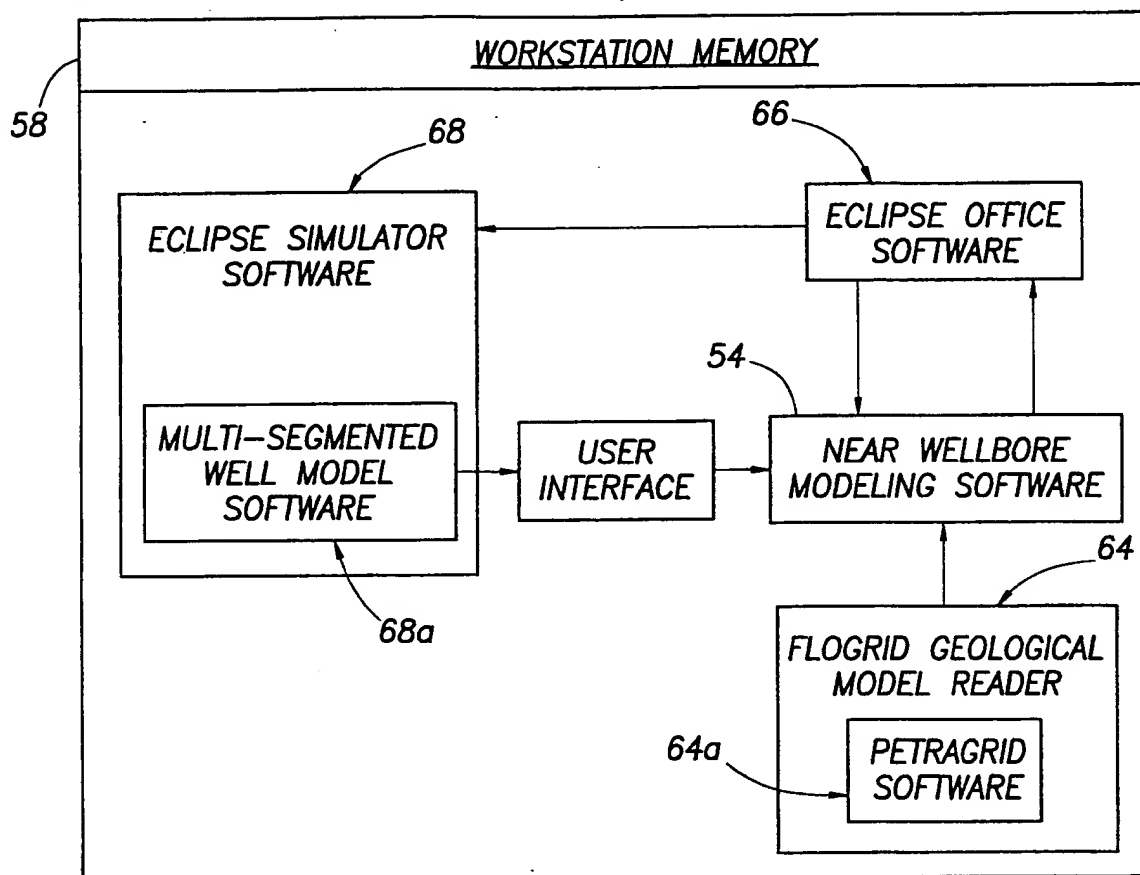 WORKSTATION MEMORY
58
68
66
ECLIPSE SIMULATOR
SOFTWARE
ECLIPSE OFFICE
SOFTWARE
54
MULTI-SEGMENTED
WELL MODEL
SOFTWARE
USER
INTERFACE
NEAR WELLBORE
MODELING SOFTWARE
68a
64
FLOGRID GEOLOGICAL
MODEL READER
64a
PETRAGRID
SOFTWARE